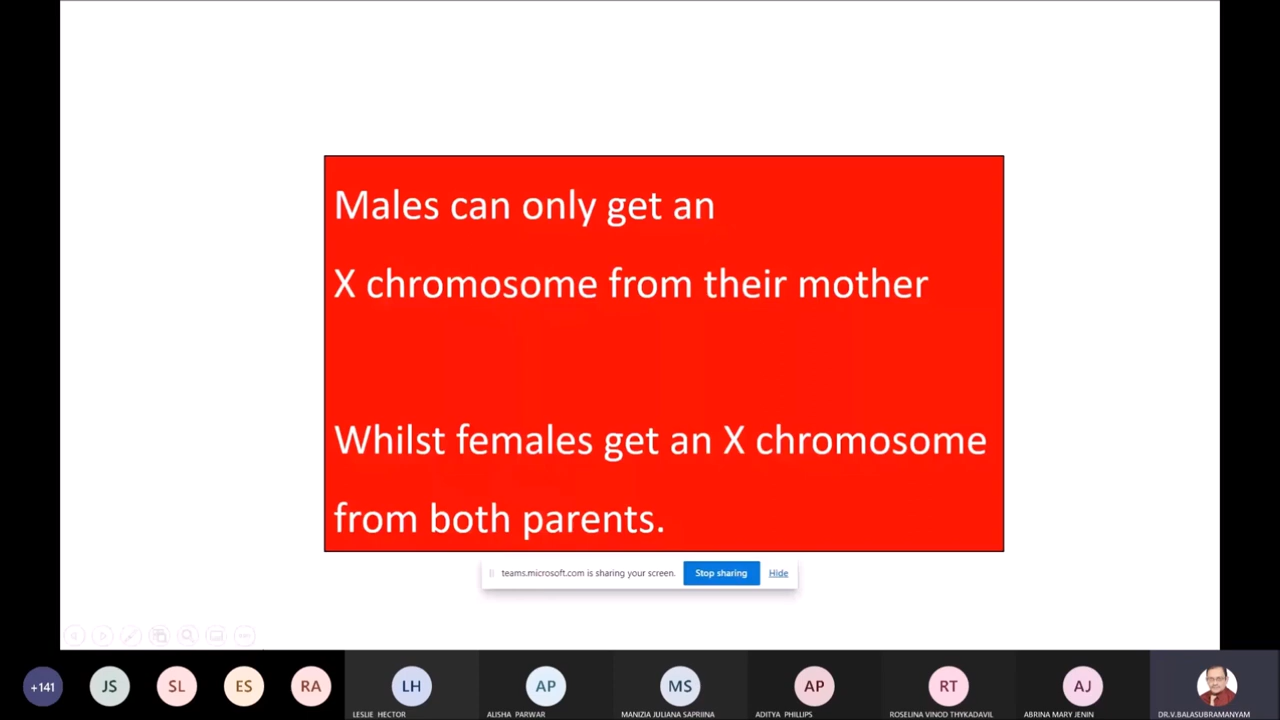 Males can only get an
X chromosome from their mother
Whilst females get an X chromosome
from both parents.
teams.microsoft.com is sharing your screen. Stop sharing Hide
+141 JS SL ES RA LH AP MS AP RT AJ
LESLIE HECTOR ALISHA PARWAR MANIZIA JULIANA SAPRIINA ADITYA PHILLIPS ROSELINA VINOD THYKADAVIL ABRINA MARY JENIN DR.V.BALASUBRAMANYAM